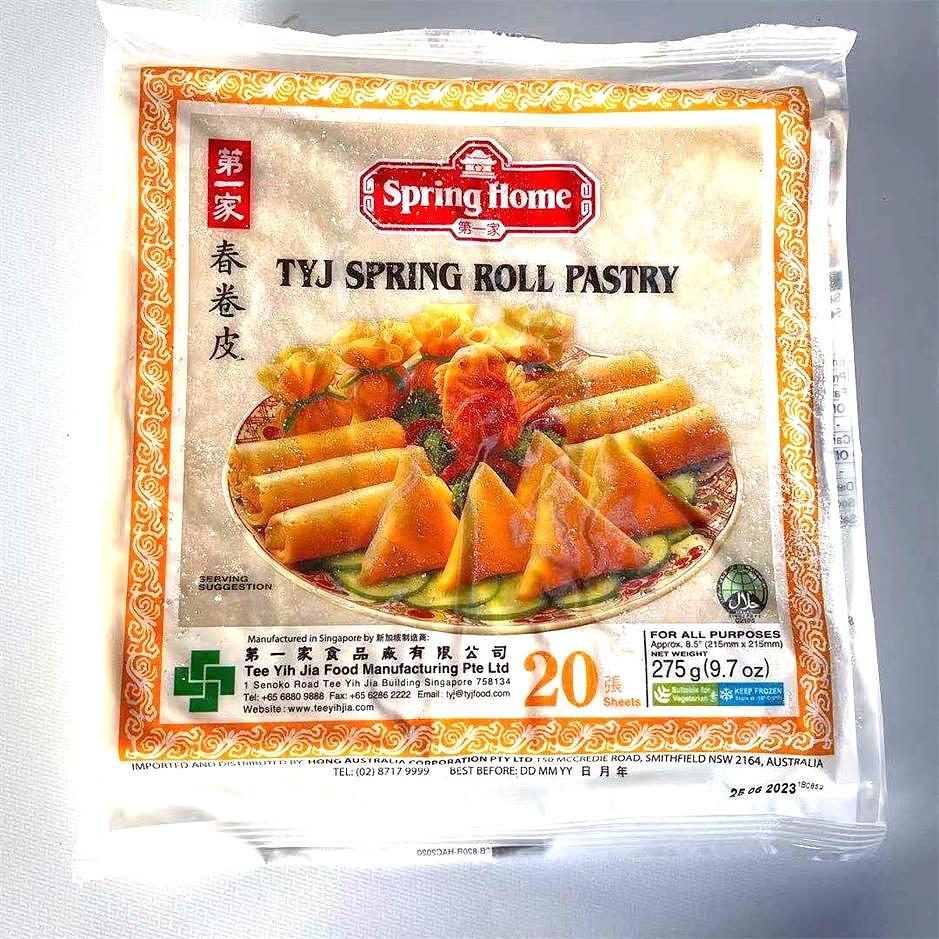 第一家
春卷皮
Spring Home
第一家
TYJ SPRING ROLL PASTRY
SERVING
SUGGESTION
Manufactured in Singapore by 新加坡制造商:
第一家食品廠有限公司
Tee Yih Jia Food Manufacturing Pte Ltd
1 Senoko Road Tee Yih Jia Building Singapore 758134
Tel: +65 6880 9888 Fax: +65 6286 2222 Email: tyj@tyjfood.com
Website: www.teeyihjia.com
20 張
Sheets
FOR ALL PURPOSES
Approx. 8.5" (215mm x 215mm)
NET WEIGHT
275g (9.7 oz)
Suitable for
Vegetarian
KEEP FROZEN
IMPORTED AND DISTRIBUTED BY: HONG AUSTRALIA CORPORATION PTY LTD 150 MCCREDIE ROAD, SMITHFIELD NSW 2164, AUSTRALIA
TEL: (02) 8717 9999 BEST BEFORE: DD MM YY 日 月 年
25 06 2023